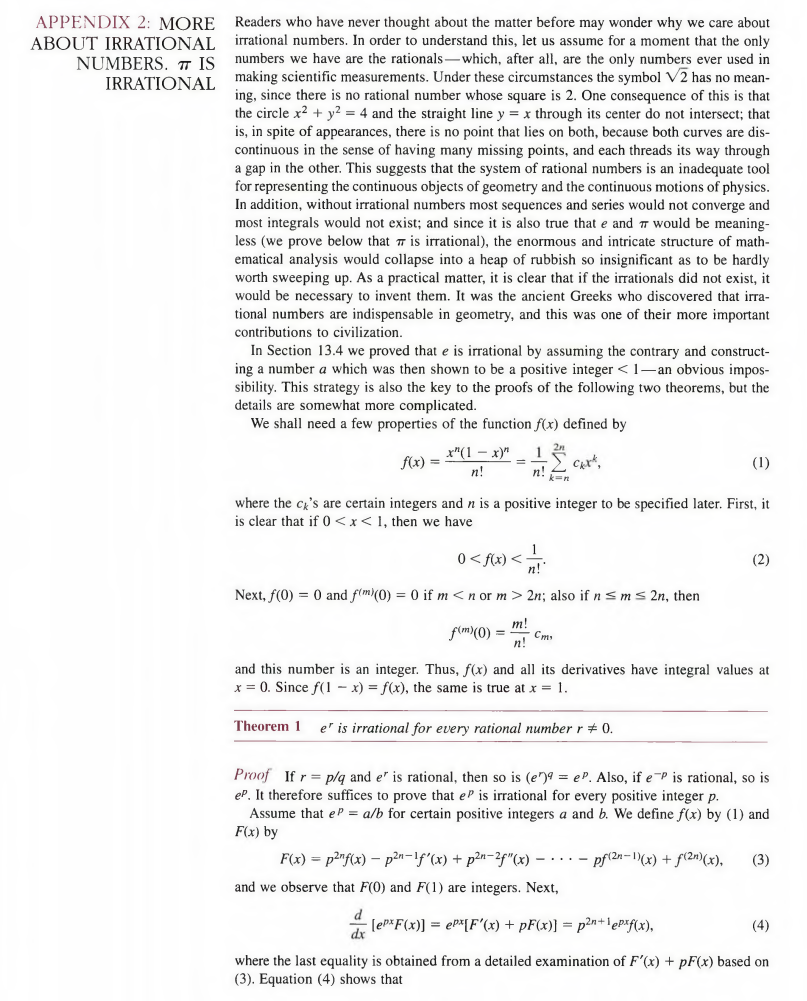 APPENDIX 2: MORE
ABOUT IRRATIONAL
NUMBERS. π IS
IRRATIONAL
Readers who have never thought about the matter before may wonder why we care about
irrational numbers. In order to understand this, let us assume for a moment that the only
numbers we have are the rationals—which, after all, are the only numbers ever used in
making scientific measurements. Under these circumstances the symbol √2 has no mean-
ing, since there is no rational number whose square is 2. One consequence of this is that
the circle x² + y² = 4 and the straight line y = x through its center do not intersect; that
is, in spite of appearances, there is no point that lies on both, because both curves are dis-
continuous in the sense of having many missing points, and each threads its way through
a gap in the other. This suggests that the system of rational numbers is an inadequate tool
for representing the continuous objects of geometry and the continuous motions of physics.
In addition, without irrational numbers most sequences and series would not converge and
most integrals would not exist; and since it is also true that e and π would be meaning-
less (we prove below that π is irrational), the enormous and intricate structure of math-
ematical analysis would collapse into a heap of rubbish so insignificant as to be hardly
worth sweeping up. As a practical matter, it is clear that if the irrationals did not exist, it
would be necessary to invent them. It was the ancient Greeks who discovered that irra-
tional numbers are indispensable in geometry, and this was one of their more important
contributions to civilization.
In Section 13.4 we proved that e is irrational by assuming the contrary and construct-
ing a number a which was then shown to be a positive integer < 1—an obvious impos-
sibility. This strategy is also the key to the proofs of the following two theorems, but the
details are somewhat more complicated.
We shall need a few properties of the function f(x) defined by
f(x) = xⁿ(1 − x)ⁿ / n! = 1/n! ∑_{k=n}^{2n} c_k x^k, (1)
where the c_k's are certain integers and n is a positive integer to be specified later. First, it
is clear that if 0 < x < 1, then we have
0 < f(x) < 1/n!. (2)
Next, f(0) = 0 and f^(m)(0) = 0 if m < n or m > 2n; also if n ≤ m ≤ 2n, then
f^(m)(0) = m!/n! c_m,
and this number is an integer. Thus, f(x) and all its derivatives have integral values at
x = 0. Since f(1 − x) = f(x), the same is true at x = 1.
Theorem 1 e^r is irrational for every rational number r ≠ 0.
Proof If r = p/q and e^r is rational, then so is (e^r)^q = e^p. Also, if e^−p is rational, so is
e^p. It therefore suffices to prove that e^p is irrational for every positive integer p.
Assume that e^p = a/b for certain positive integers a and b. We define f(x) by (1) and
F(x) by
F(x) = p^2n f(x) − p^2n−1 f′(x) + p^2n−2 f″(x) − · · · − pf^(2n−1)(x) + f^(2n)(x), (3)
and we observe that F(0) and F(1) are integers. Next,
d/dx [e^px F(x)] = e^px[F′(x) + pF(x)] = p^2n+1 e^px f(x), (4)
where the last equality is obtained from a detailed examination of F′(x) + pF(x) based on
(3). Equation (4) shows that